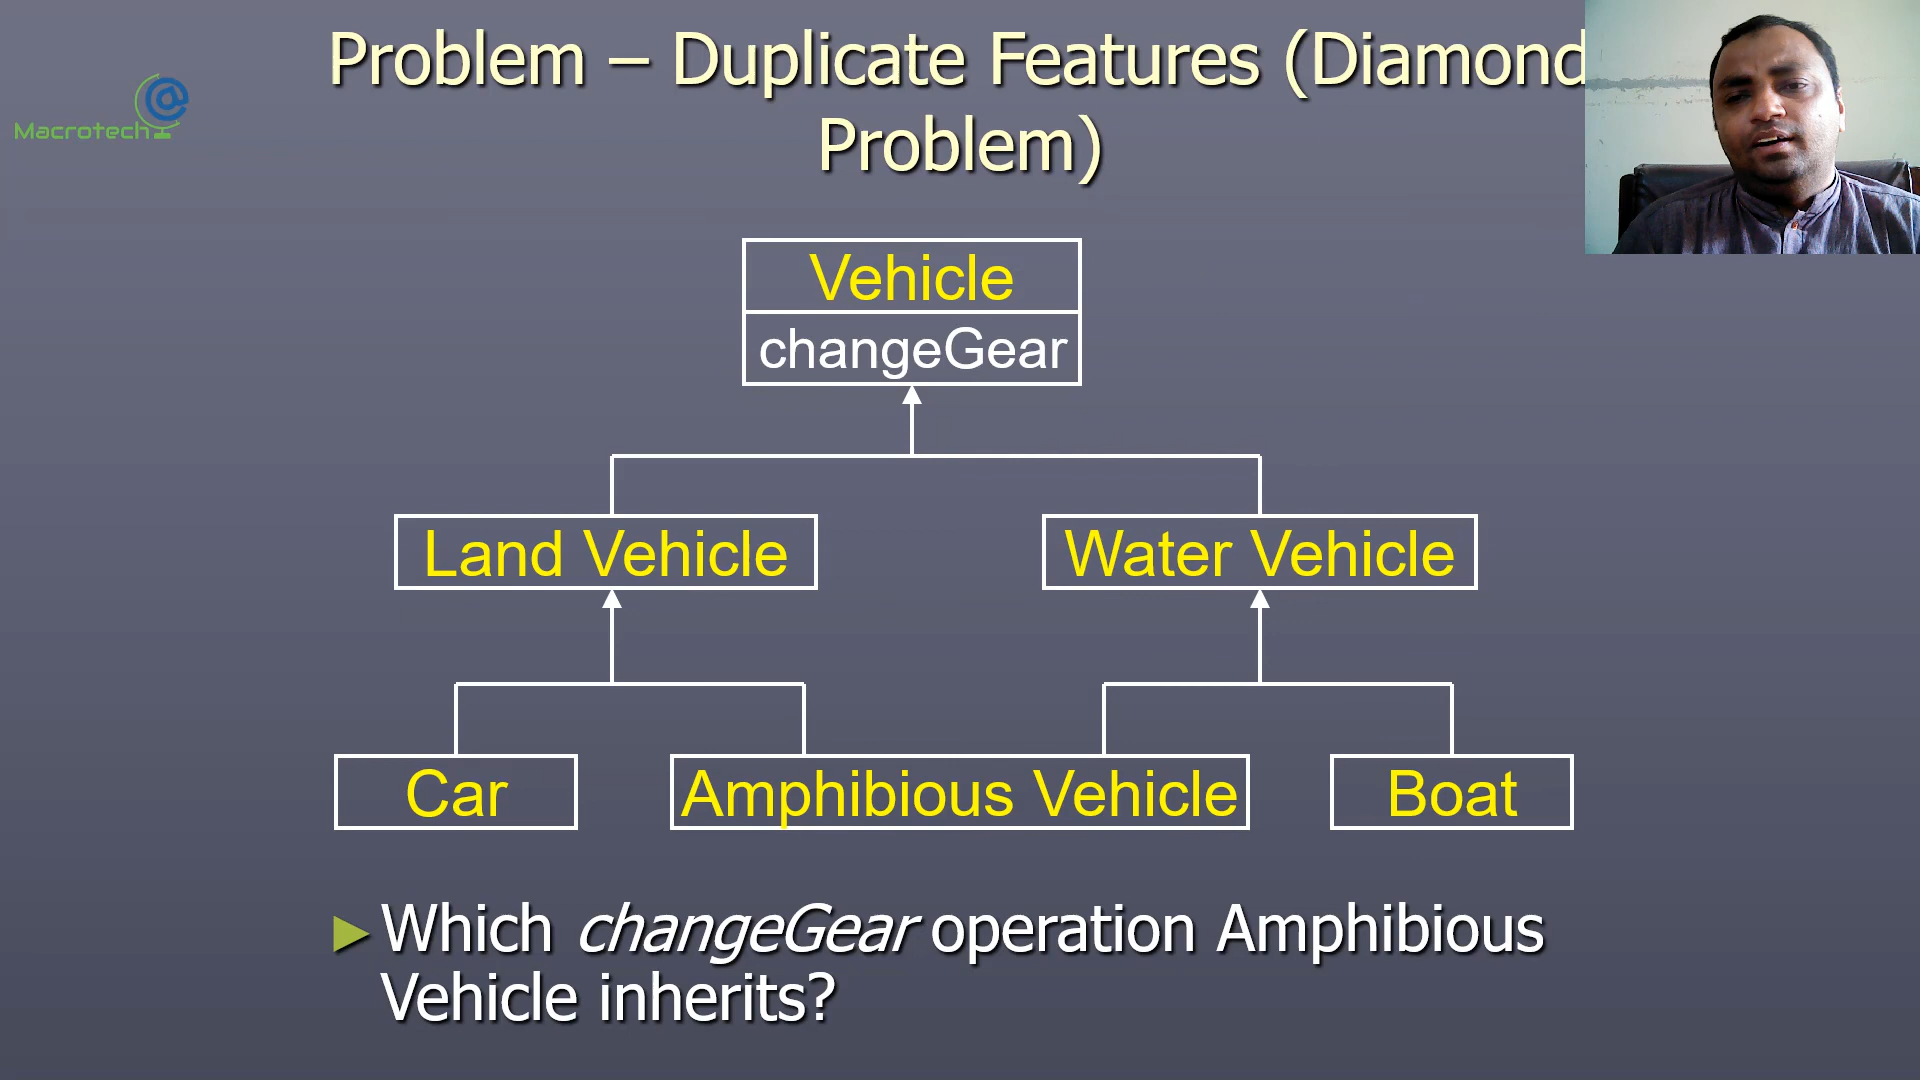 Problem – Duplicate Features (Diamond
Problem)
Macrotech
Vehicle
changeGear
Land Vehicle
Water Vehicle
Car
Amphibious Vehicle
Boat
Which changeGear operation Amphibious
Vehicle inherits?